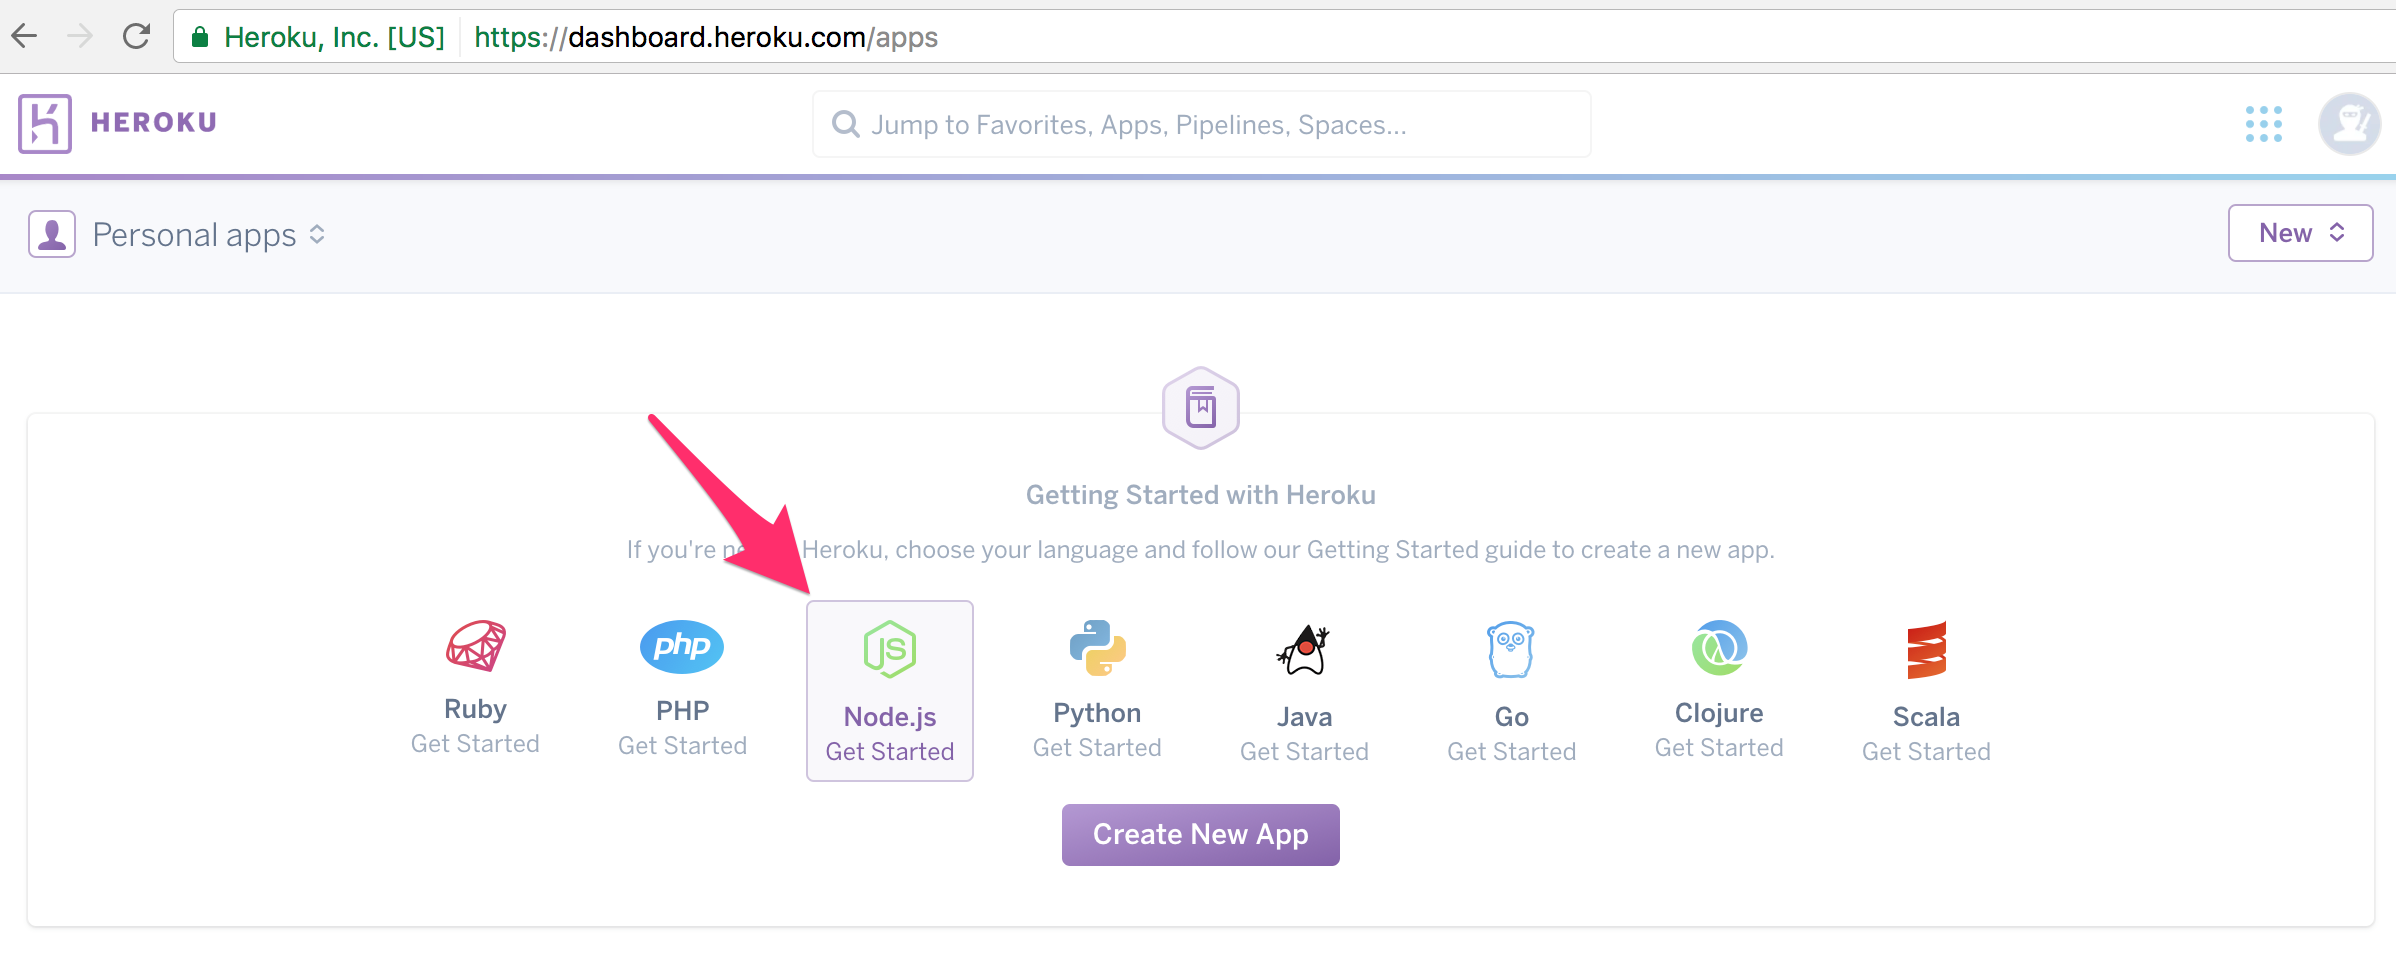 Heroku, Inc. [US] https://dashboard.heroku.com/apps
HEROKU
Jump to Favorites, Apps, Pipelines, Spaces...
Personal apps
New
Getting Started with Heroku
If you're Heroku, choose your language and follow our Getting Started guide to create a new app.
JS
php
Ruby
Get Started
PHP
Get Started
Node.js
Get Started
Python
Get Started
Java
Get Started
Go
Get Started
Clojure
Get Started
Scala
Get Started
Create New App